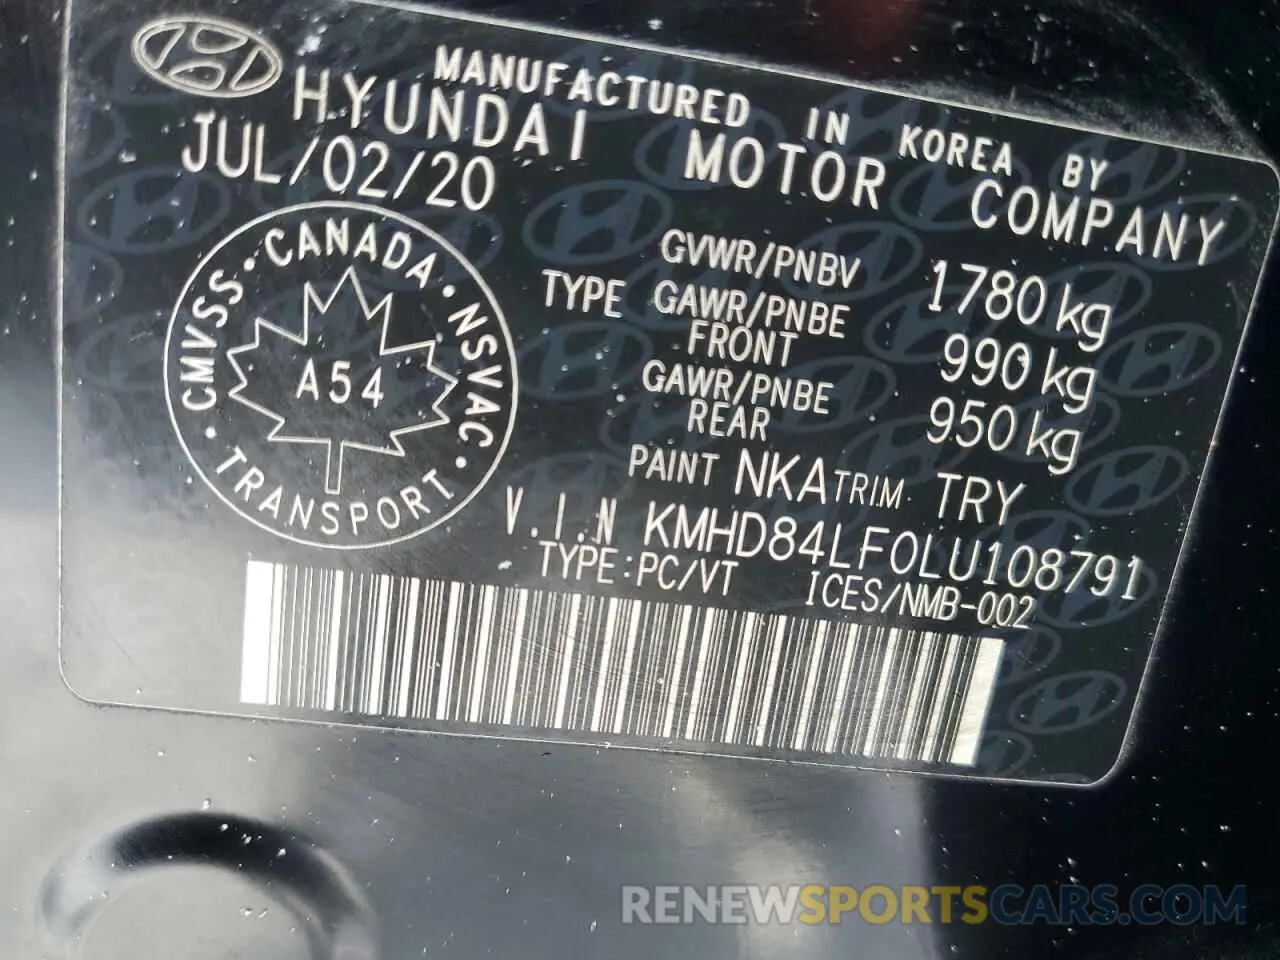 MANUFACTURED IN KOREA BY
HYUNDAI MOTOR COMPANY
JUL/02/20
CMVSS • CANADA • NSVAC • TRANSPORT •
A54
GVWR/PNBV 1780 kg
TYPE GAWR/PNBE FRONT 990 kg
GAWR/PNBE REAR 950 kg
PAINT NKA TRIM TRY
V.I.N KMHD84LF0LU108791
TYPE:PC/VT ICES/NMB-002
RENEWSPORTSCARS.COM